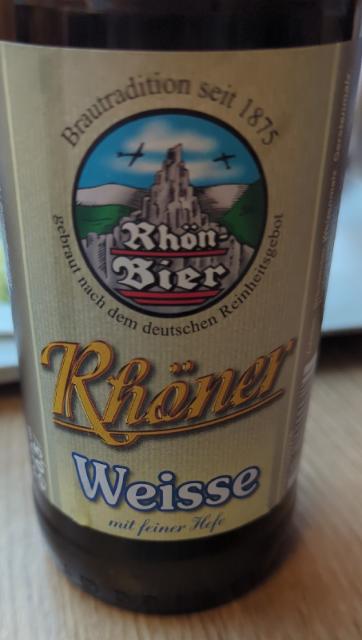 Brautradition seit 1875
Rhön-
Bier
gebraut nach dem deutschen Reinheitsgebot
Rhöner
Weisse
mit feiner Hefe